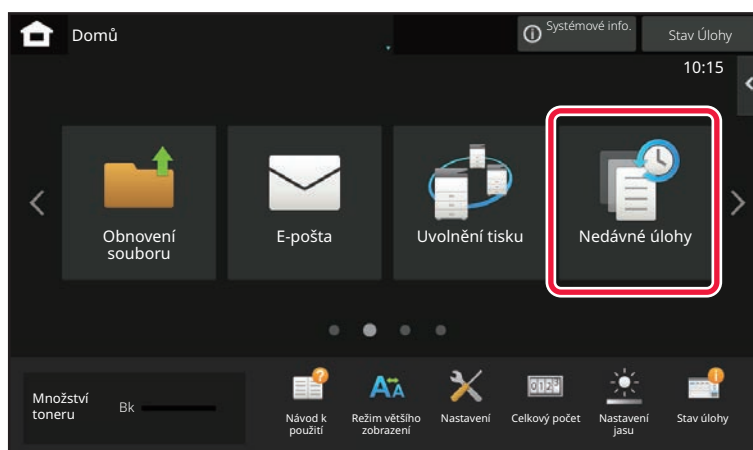 Domů
Systémové info.
Stav Úlohy
10:15
Obnovení
souboru
E-pošta
Uvolnění tisku
Nedávné úlohy
Množství
toneru
Bk
Návod k
použití
Režim většího
zobrazení
Nastavení
Celkový počet
Nastavení
jasu
Stav úlohy